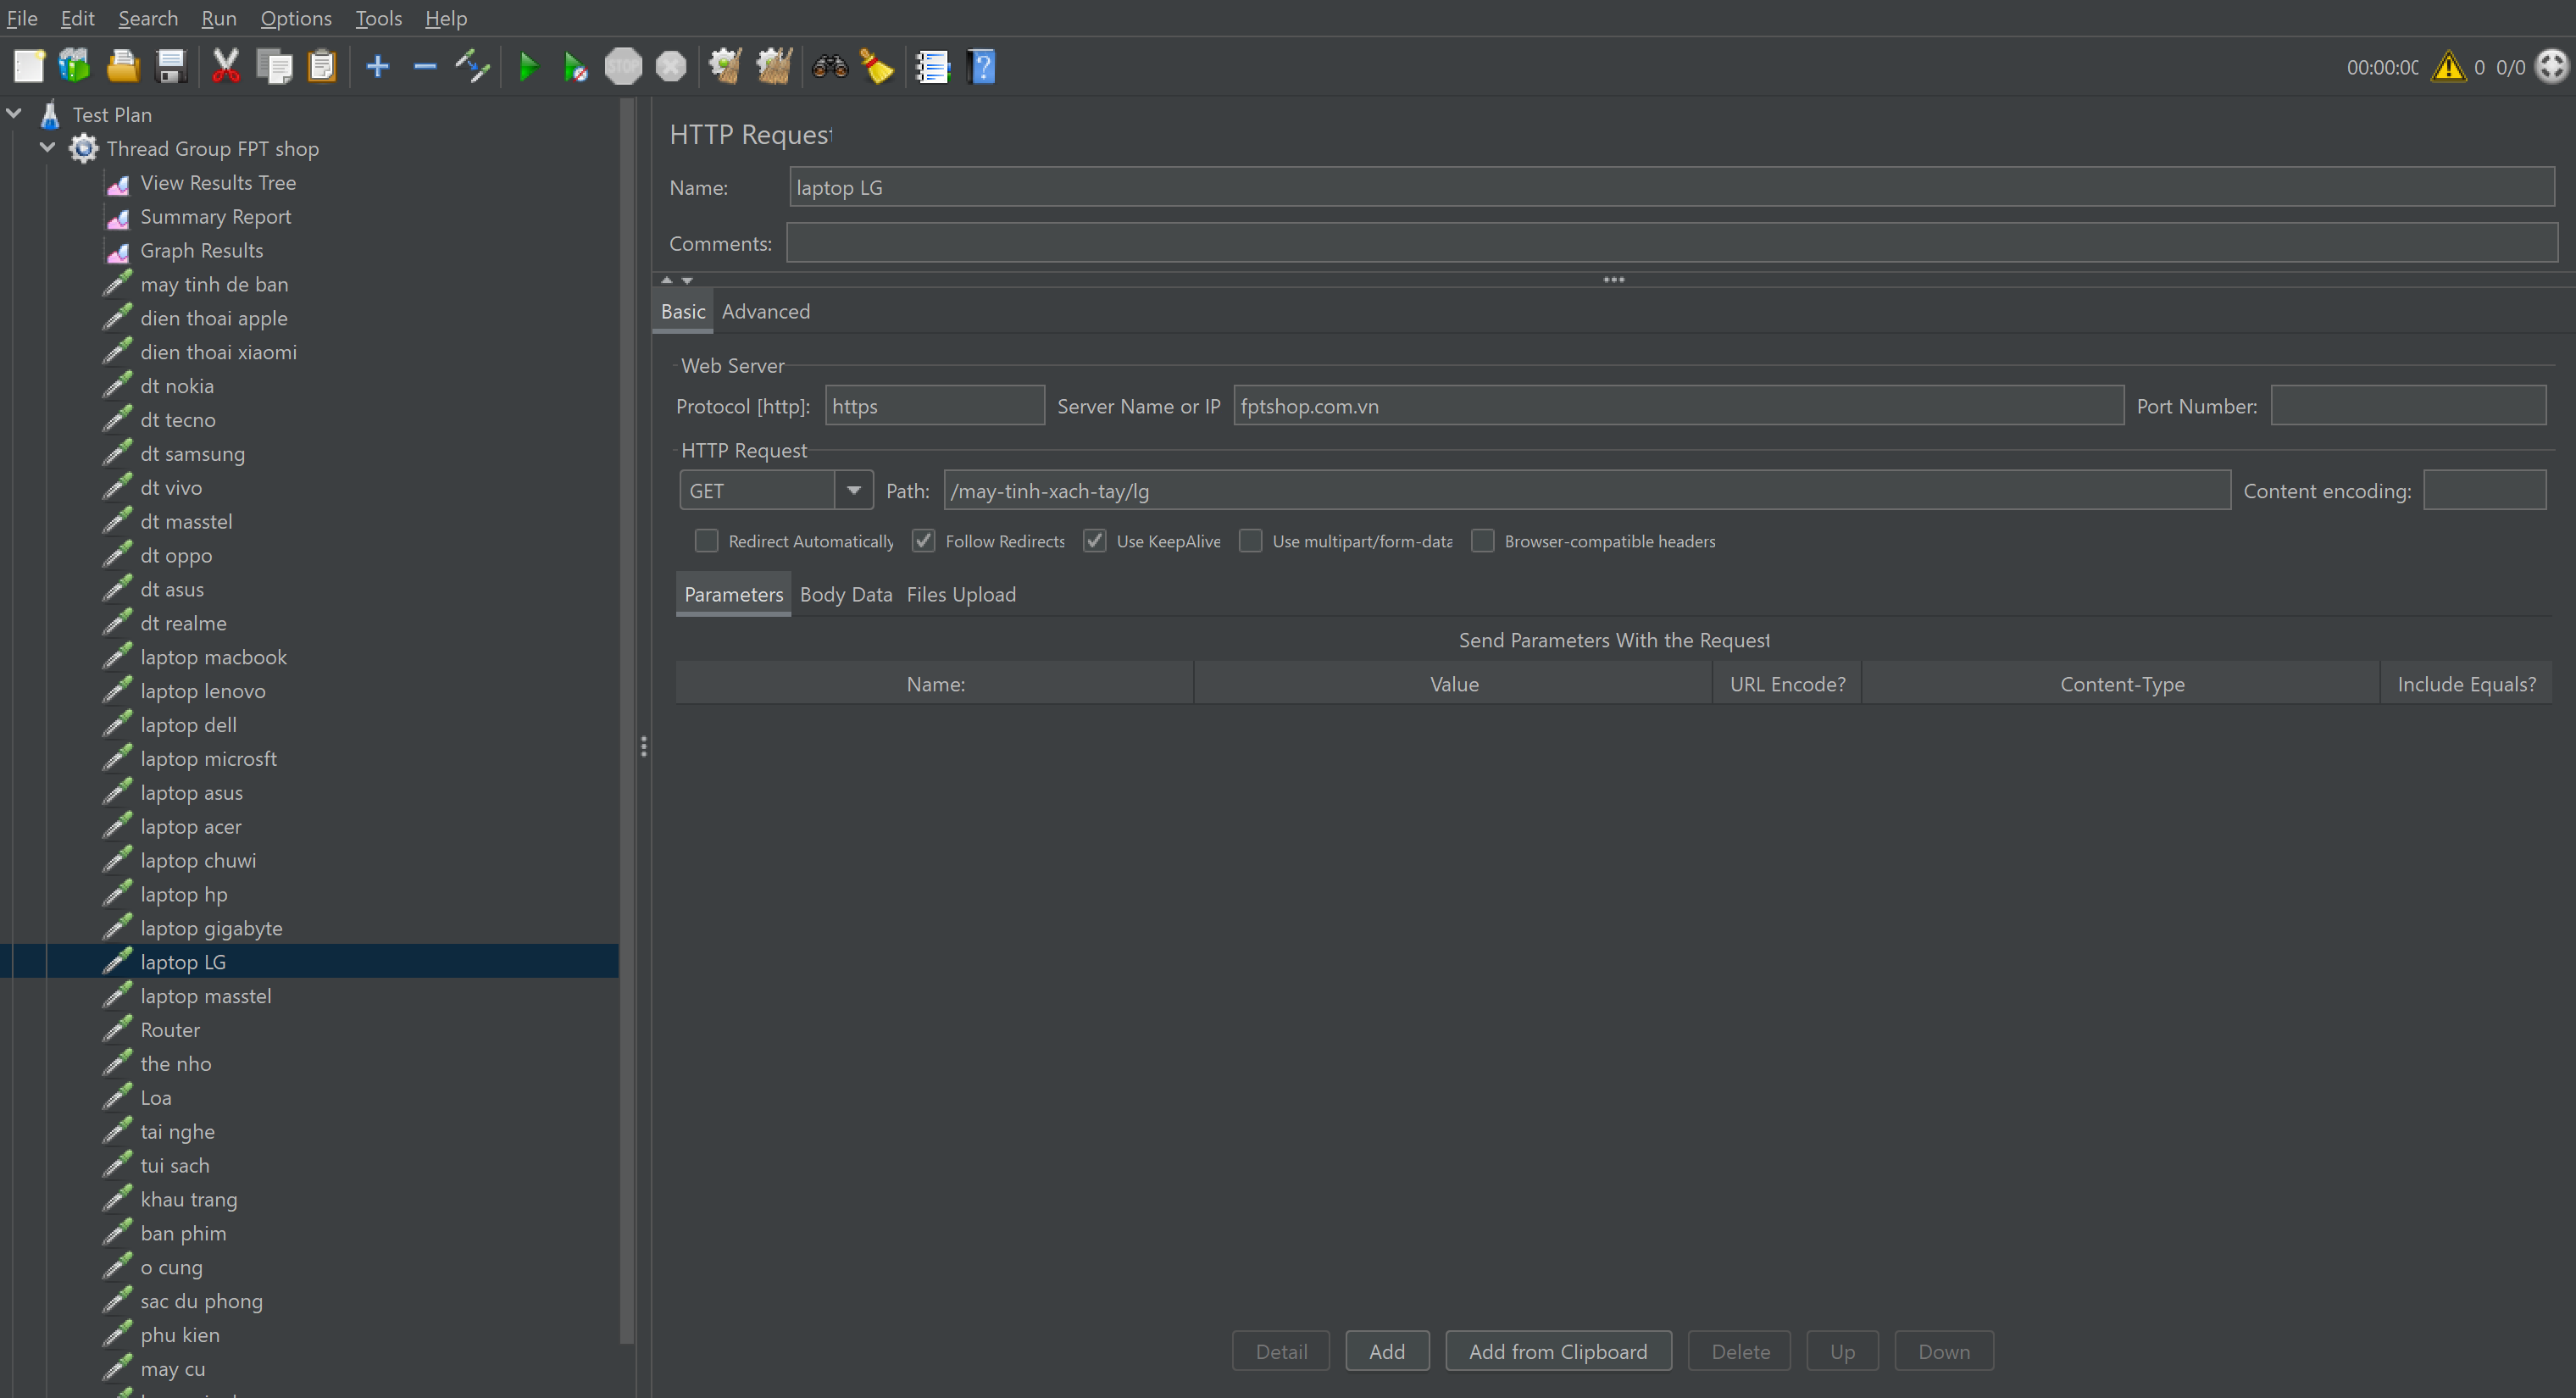 File Edit Search Run Options Tools Help
STOP
00:00:00 0 0/0
Test Plan
Thread Group FPT shop
View Results Tree
Summary Report
Graph Results
may tinh de ban
dien thoai apple
dien thoai xiaomi
dt nokia
dt tecno
dt samsung
dt vivo
dt masstel
dt oppo
dt asus
dt realme
laptop macbook
laptop lenovo
laptop dell
laptop microsft
laptop asus
laptop acer
laptop chuwi
laptop hp
laptop gigabyte
laptop LG
laptop masstel
Router
the nho
Loa
tai nghe
tui sach
khau trang
ban phim
o cung
sac du phong
phu kien
may cu
HTTP Request
Name: laptop LG
Comments:
Basic Advanced
Web Server
Protocol [http]: https Server Name or IP fptshop.com.vn Port Number:
HTTP Request
GET Path: /may-tinh-xach-tay/lg Content encoding:
Redirect Automatically Follow Redirects Use KeepAlive Use multipart/form-data Browser-compatible headers
Parameters Body Data Files Upload
Send Parameters With the Request
Name: Value URL Encode? Content-Type Include Equals?
Detail Add Add from Clipboard Delete Up Down